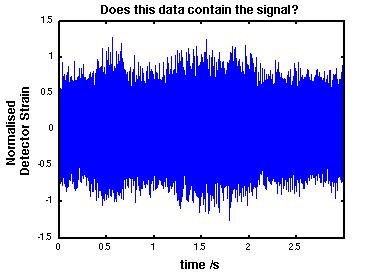 Does this data contain the signal?
1.5
1
0.5
0
-0.5
-1
-1.5
Normalised
Detector Strain
0 0.5 1 1.5 2 2.5
time /s